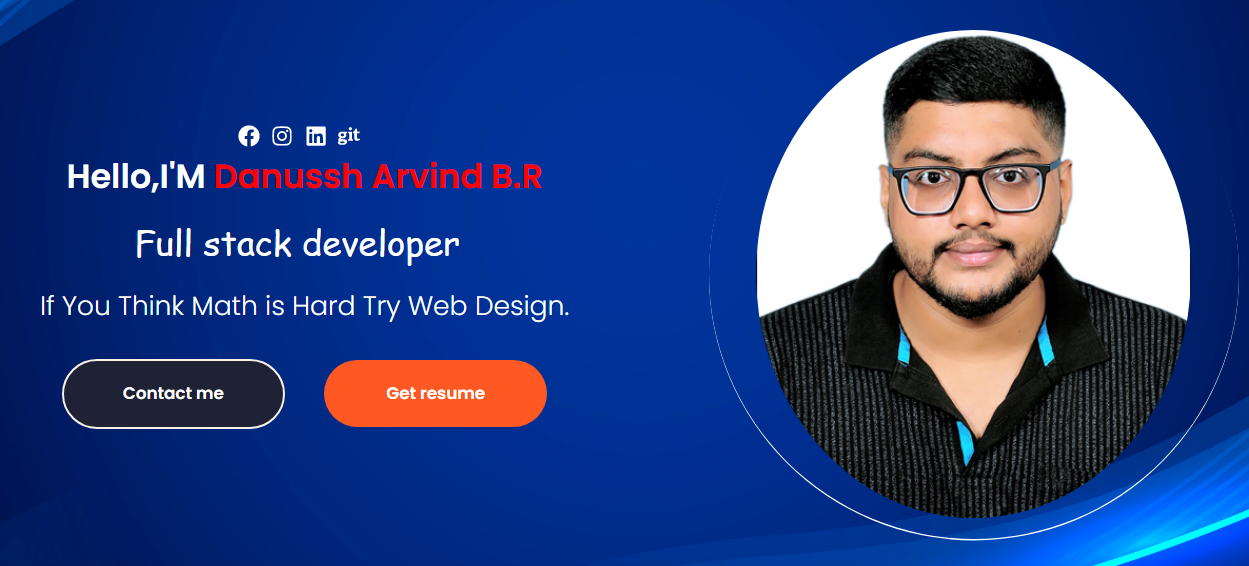 git
Hello,I'M Danussh Arvind B.R
Full stack developer
If You Think Math is Hard Try Web Design.
Contact me
Get resume